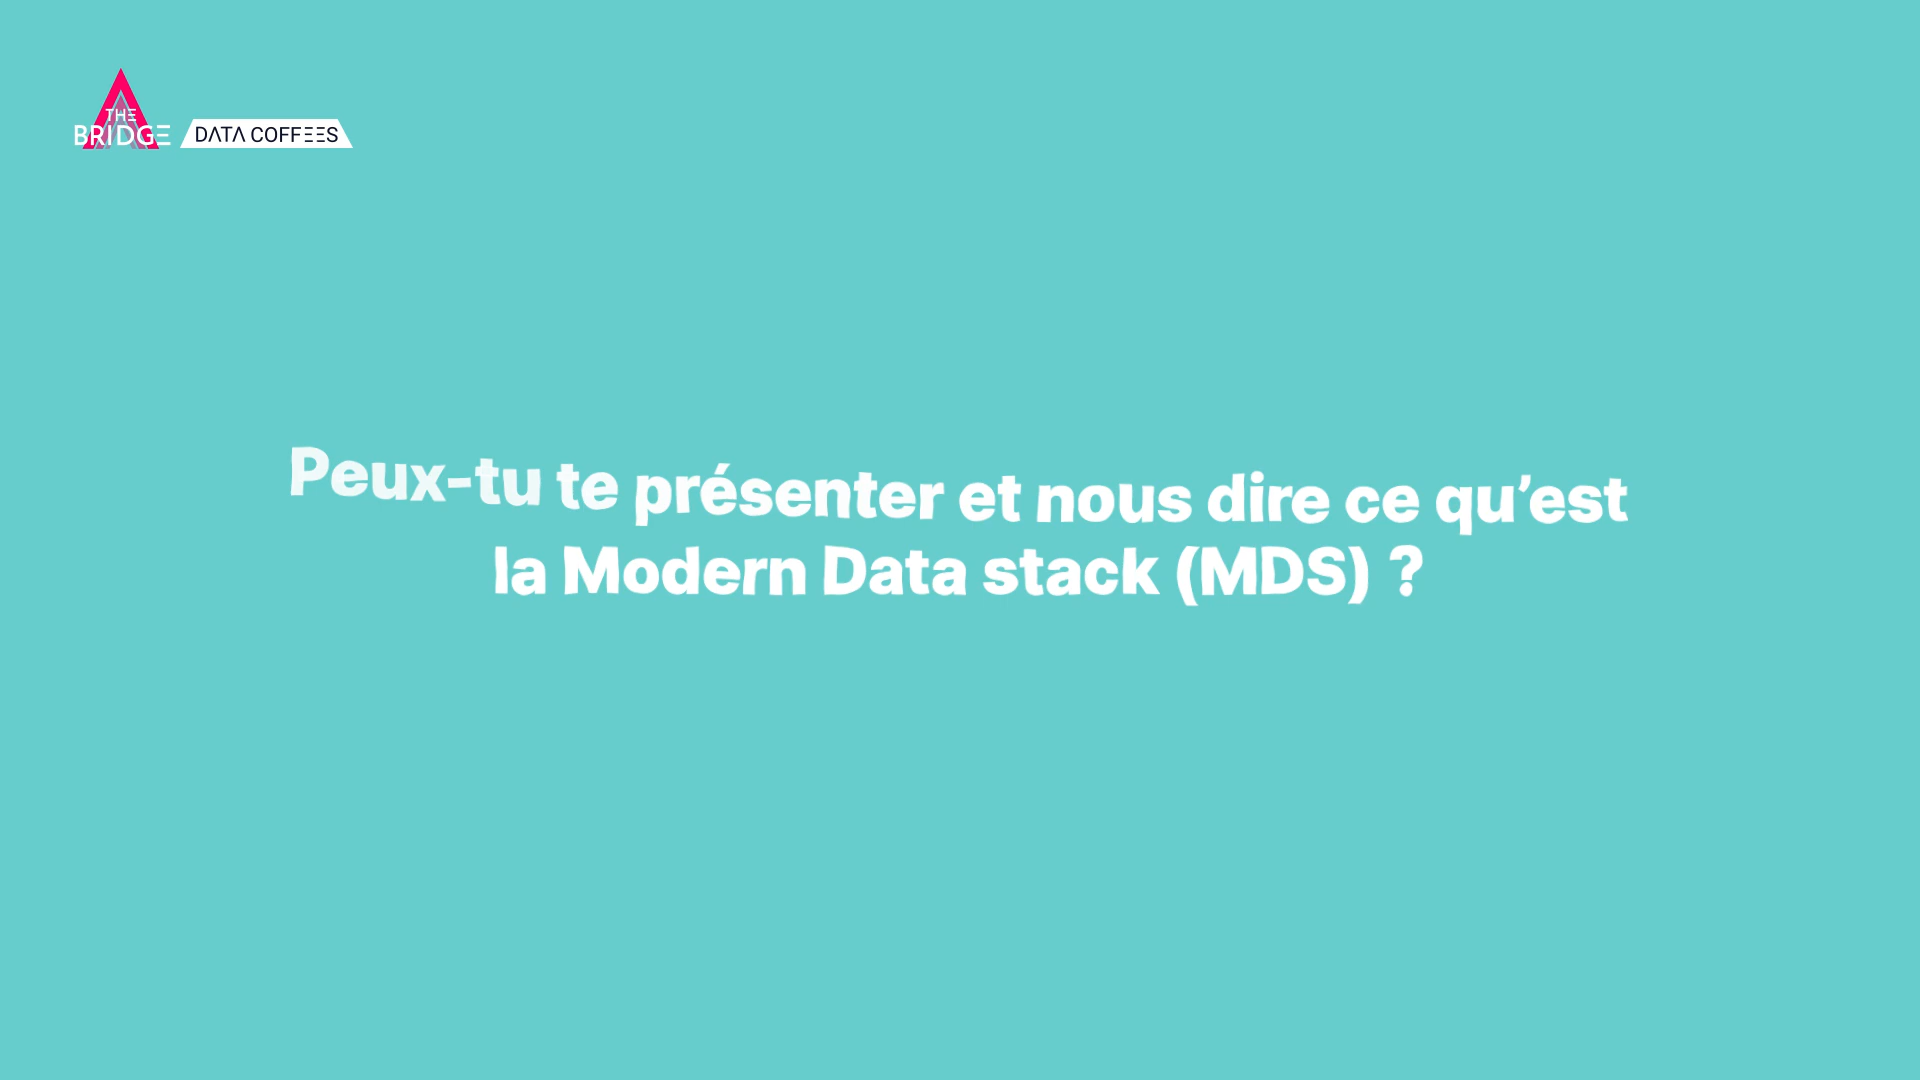 THE
BRIDGE
DATA COFFEES
Peux-tu te présenter et nous dire ce qu’est
la Modern Data stack (MDS) ?